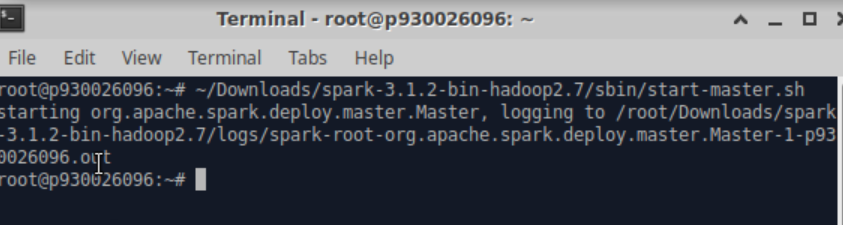 Terminal - root@p930026096: ~
File Edit View Terminal Tabs Help
root@p930026096:~# ~/Downloads/spark-3.1.2-bin-hadoop2.7/sbin/start-master.sh
starting org.apache.spark.deploy.master.Master, logging to /root/Downloads/spark
-3.1.2-bin-hadoop2.7/logs/spark-root-org.apache.spark.deploy.master.Master-1-p93
0026096.out
root@p930026096:~#